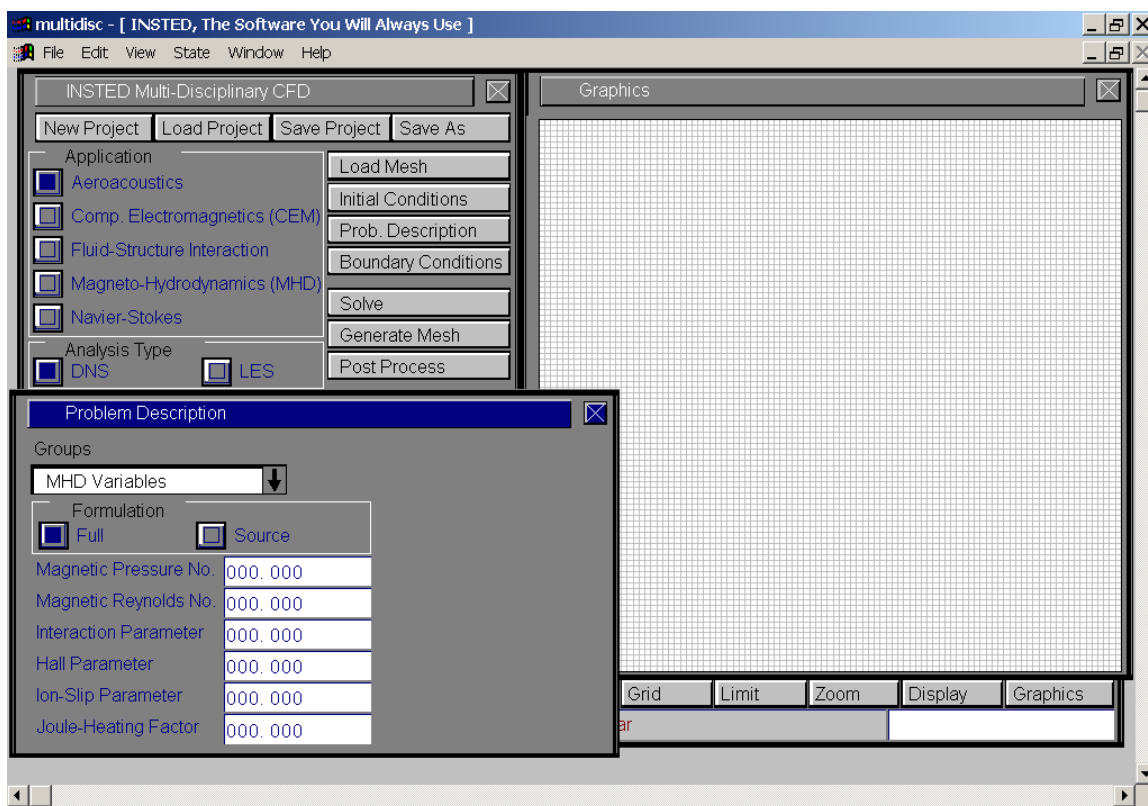 multidisc - [ INSTED, The Software You Will Always Use ]
File Edit View State Window Help
INSTED Multi-Disciplinary CFD
New Project Load Project Save Project Save As
Application
Aeroacoustics
Comp. Electromagnetics (CEM)
Fluid-Structure Interaction
Magneto-Hydrodynamics (MHD)
Navier-Stokes
Analysis Type
DNS LES
Load Mesh
Initial Conditions
Prob. Description
Boundary Conditions
Solve
Generate Mesh
Post Process
Graphics
Problem Description
Groups
MHD Variables
Formulation
Full Source
Magnetic Pressure No. 000. 000
Magnetic Reynolds No. 000. 000
Interaction Parameter 000. 000
Hall Parameter 000. 000
Ion-Slip Parameter 000. 000
Joule-Heating Factor 000. 000
Grid Limit Zoom Display Graphics
ar